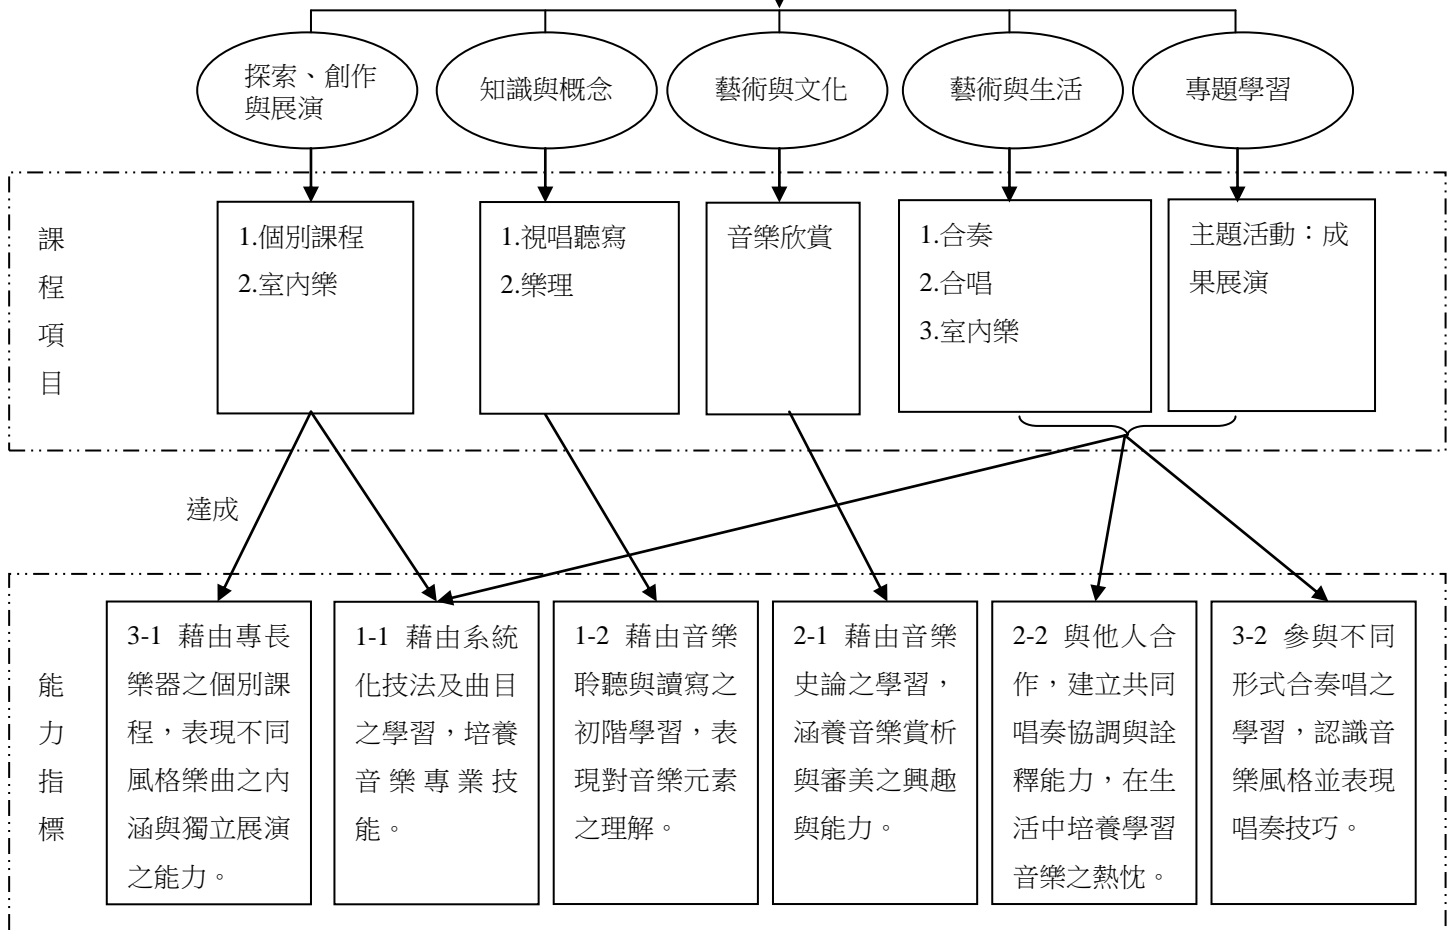 探索、創作
與展演
知識與概念
藝術與文化
藝術與生活
專題學習
課
程
項
目
1.個別課程
2.室內樂
1.視唱聽寫
2.樂理
音樂欣賞
1.合奏
2.合唱
3.室內樂
主題活動：成
果展演
達成
能
力
指
標
3-1 藉由專長
樂器之個別課
程，表現不同
風格樂曲之內
涵與獨立展演
之能力。
1-1 藉由系統
化技法及曲目
之學習，培養
音樂專業技
能。
1-2 藉由音樂
聆聽與讀寫之
初階學習，表
現對音樂元素
之理解。
2-1 藉由音樂
史論之學習，
涵養音樂賞析
與審美之興趣
與能力。
2-2 與他人合
作，建立共同
唱奏協調與詮
釋能力，在生
活中培養學習
音樂之熱忱。
3-2 參與不同
形式合奏唱之
學習，認識音
樂風格並表現
唱奏技巧。